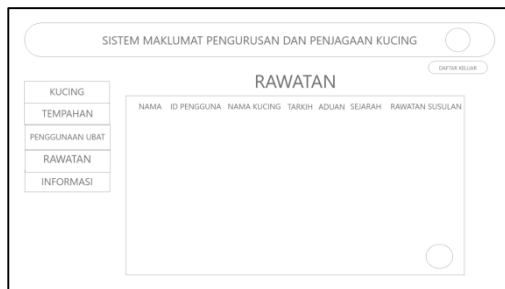 SISTEM MAKLUMAT PENGURUSAN DAN PENJAGAAN KUCING
DAFTAR KELUAR
RAWATAN
KUCING
TEMPAHAN
PENGGUNAAN UBAT
RAWATAN
INFORMASI
NAMA ID PENGGUNA NAMA KUCING TARKIH ADUAN SEJARAH RAWATAN SUSULAN